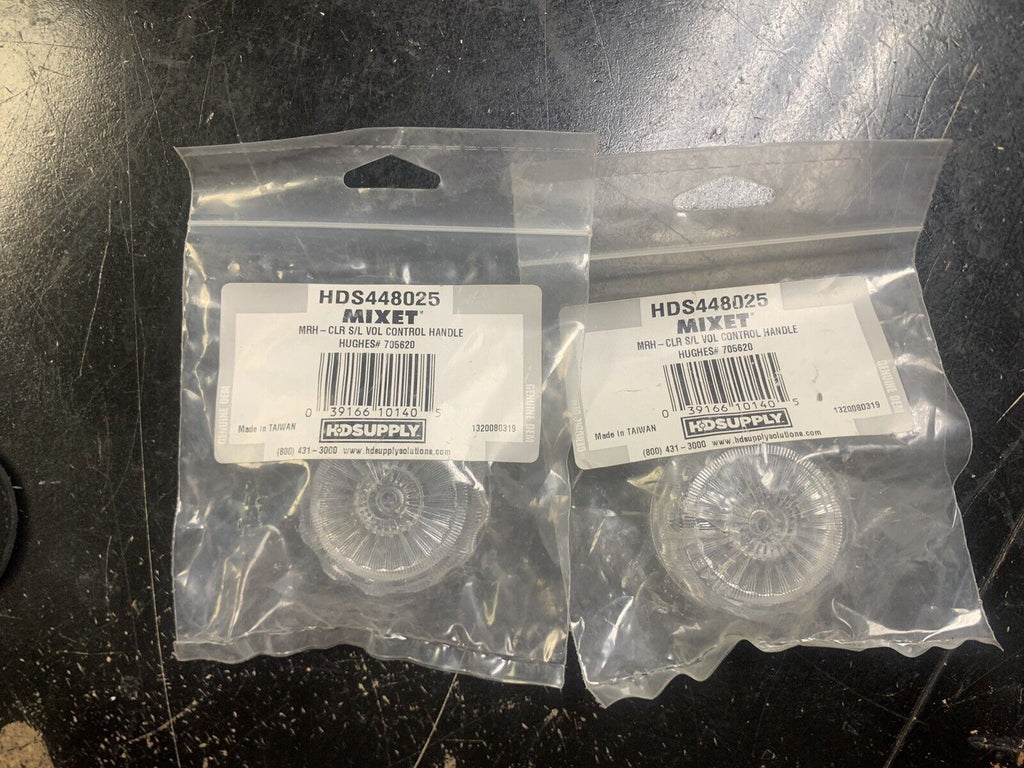 HDS448025
MIXET®
MRH-CLR S/L VOL CONTROL HANDLE
HUGHES# 705620
GENUINE OEM
GENUINE OEM
0 39166 10140 5
Made in TAIWAN
HDSUPPLY
1320080319
(800) 431-3000 www.hdsupplysolutions.com
HDS448025
MIXET®
MRH-CLR S/L VOL CONTROL HANDLE
HUGHES# 705620
GENUINE OEM
GENUINE OEM
0 39166 10140 5
Made in TAIWAN
HDSUPPLY
1320080319
(800) 431-3000 www.hdsupplysolutions.com